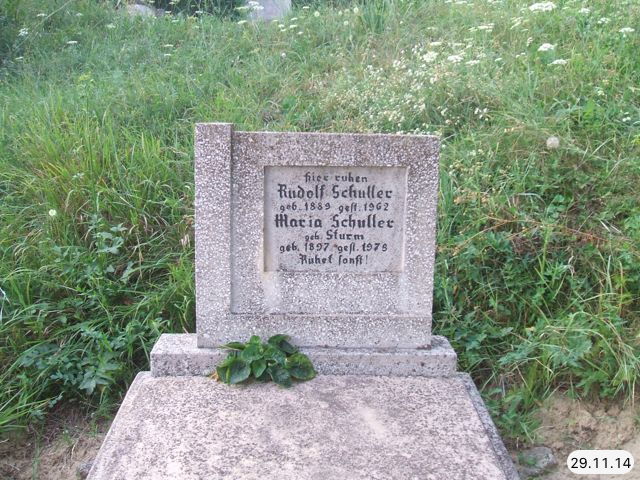 hier ruhen
Rudolf Schuller
geb. 1889 gest. 1962
Maria Schuller
geb. Sturm
geb. 1897 gest. 1978
Ruhet sanft!
29.11.14